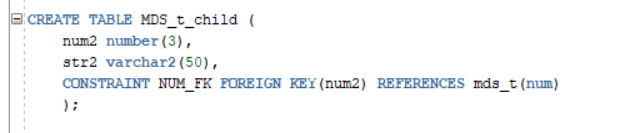 CREATE TABLE MDS_t_child (
num2 number(3),
str2 varchar2(50),
CONSTRAINT NUM_FK FOREIGN KEY(num2) REFERENCES mds_t(num)
);